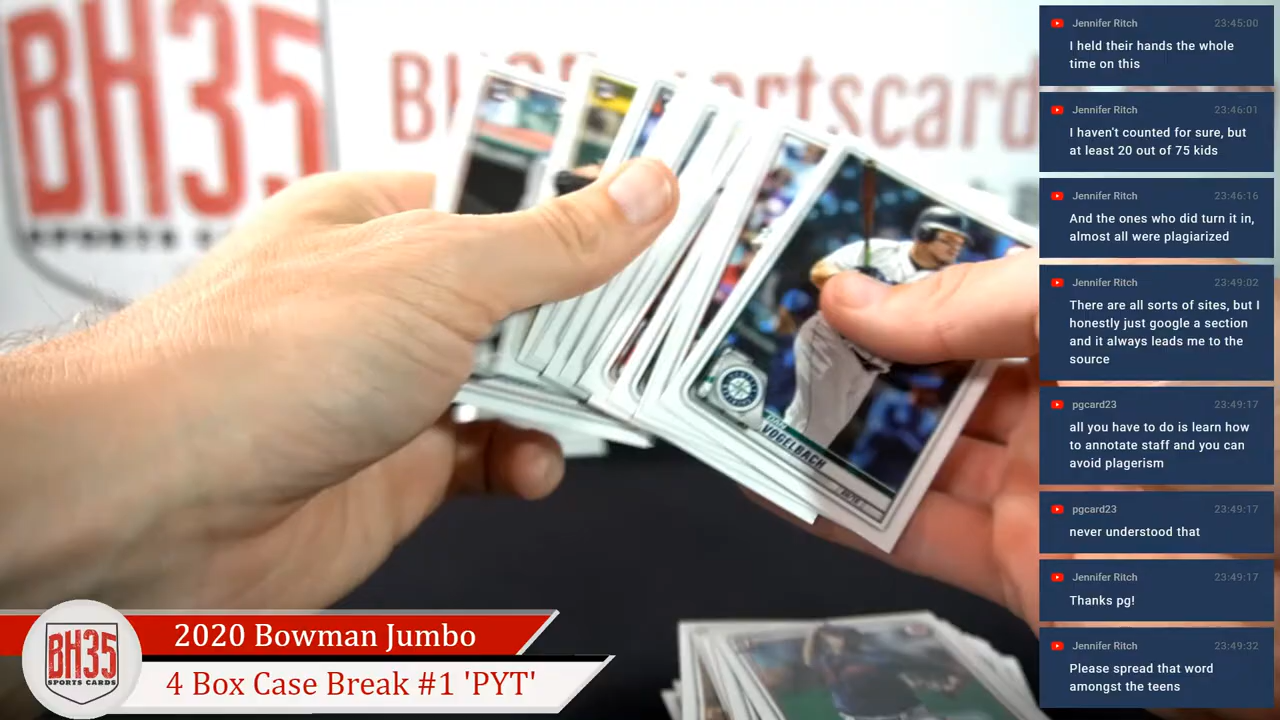 BH35
SPORTS CARDS
BH35 sportscards
VOGELBACH
BH35
SPORTS CARDS
2020 Bowman Jumbo
4 Box Case Break #1 'PYT'
Jennifer Ritch 23:45:00
I held their hands the whole
time on this
Jennifer Ritch 23:46:01
I haven't counted for sure, but
at least 20 out of 75 kids
Jennifer Ritch 23:46:16
And the ones who did turn it in,
almost all were plagiarized
Jennifer Ritch 23:49:02
There are all sorts of sites, but I
honestly just google a section
and it always leads me to the
source
pgcard23 23:49:17
all you have to do is learn how
to annotate staff and you can
avoid plagerism
pgcard23 23:49:17
never understood that
Jennifer Ritch 23:49:17
Thanks pg!
Jennifer Ritch 23:49:32
Please spread that word
amongst the teens